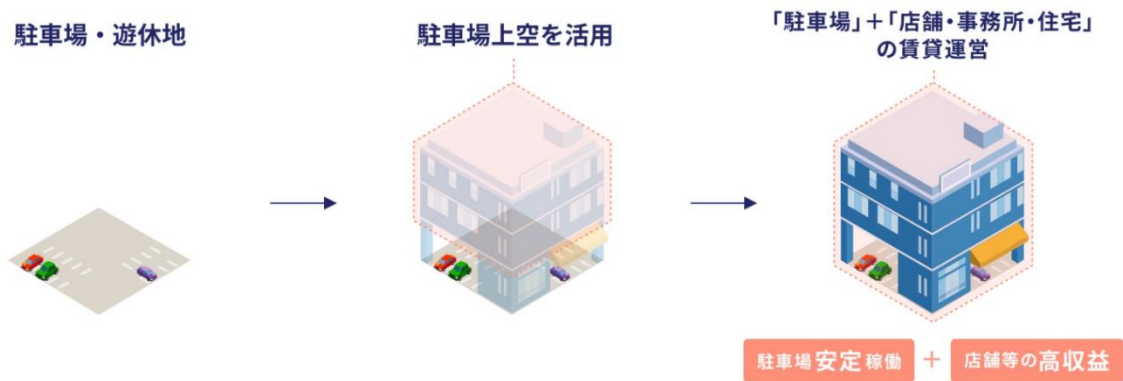 駐車場・遊休地
駐車場上空を活用
「駐車場」＋「店舗・事務所・住宅」
の賃貸運営
駐車場安定稼働
＋
店舗等の高収益